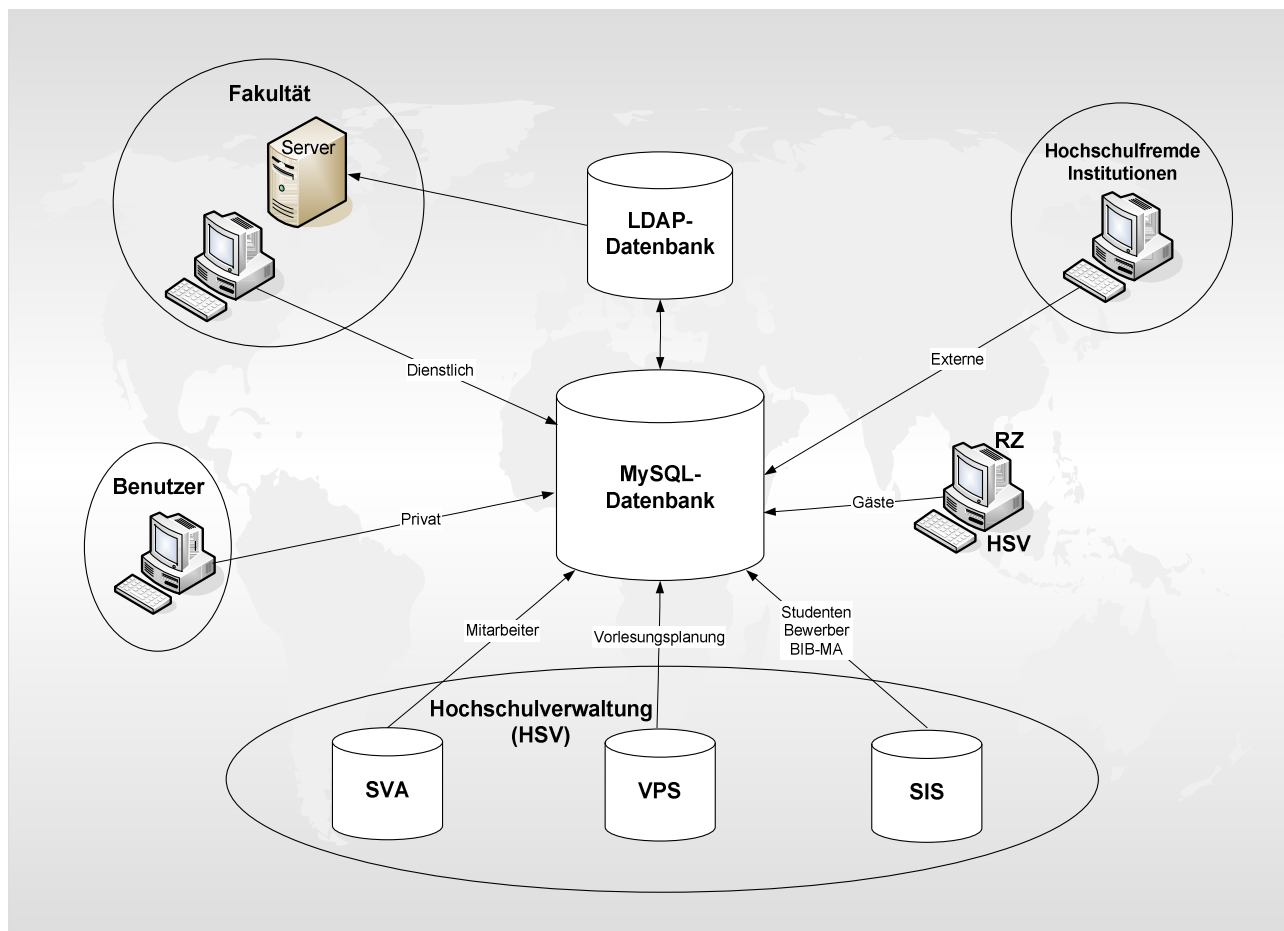 Fakultät
Server
Hochschulfremde
Institutionen
LDAP-
Datenbank
Dienstlich
Externe
RZ
MySQL-
Datenbank
Benutzer
Gäste
Privat
HSV
Studenten
Bewerber
BIB-MA
Mitarbeiter
Vorlesungsplanung
Hochschulverwaltung
(HSV)
SVA
VPS
SIS